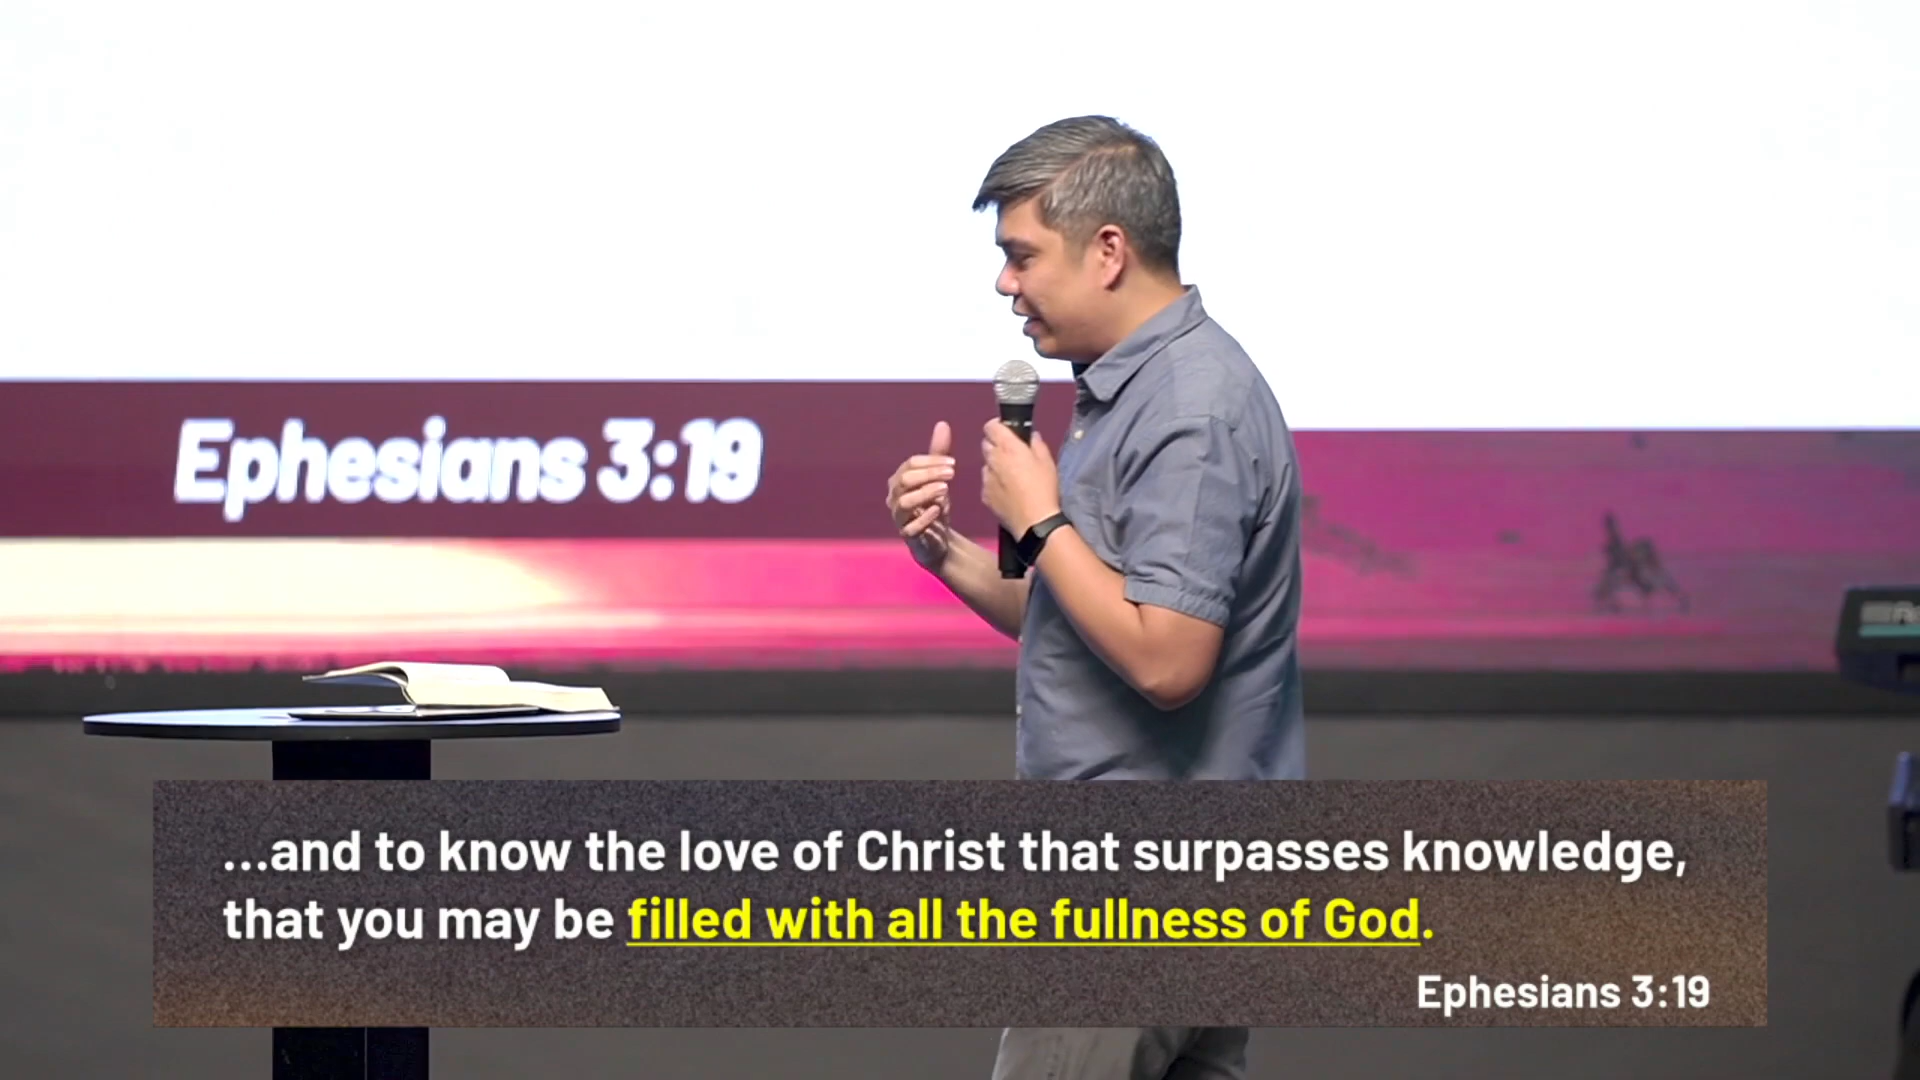 Ephesians 3:19
...and to know the love of Christ that surpasses knowledge,
that you may be filled with all the fullness of God.
Ephesians 3:19